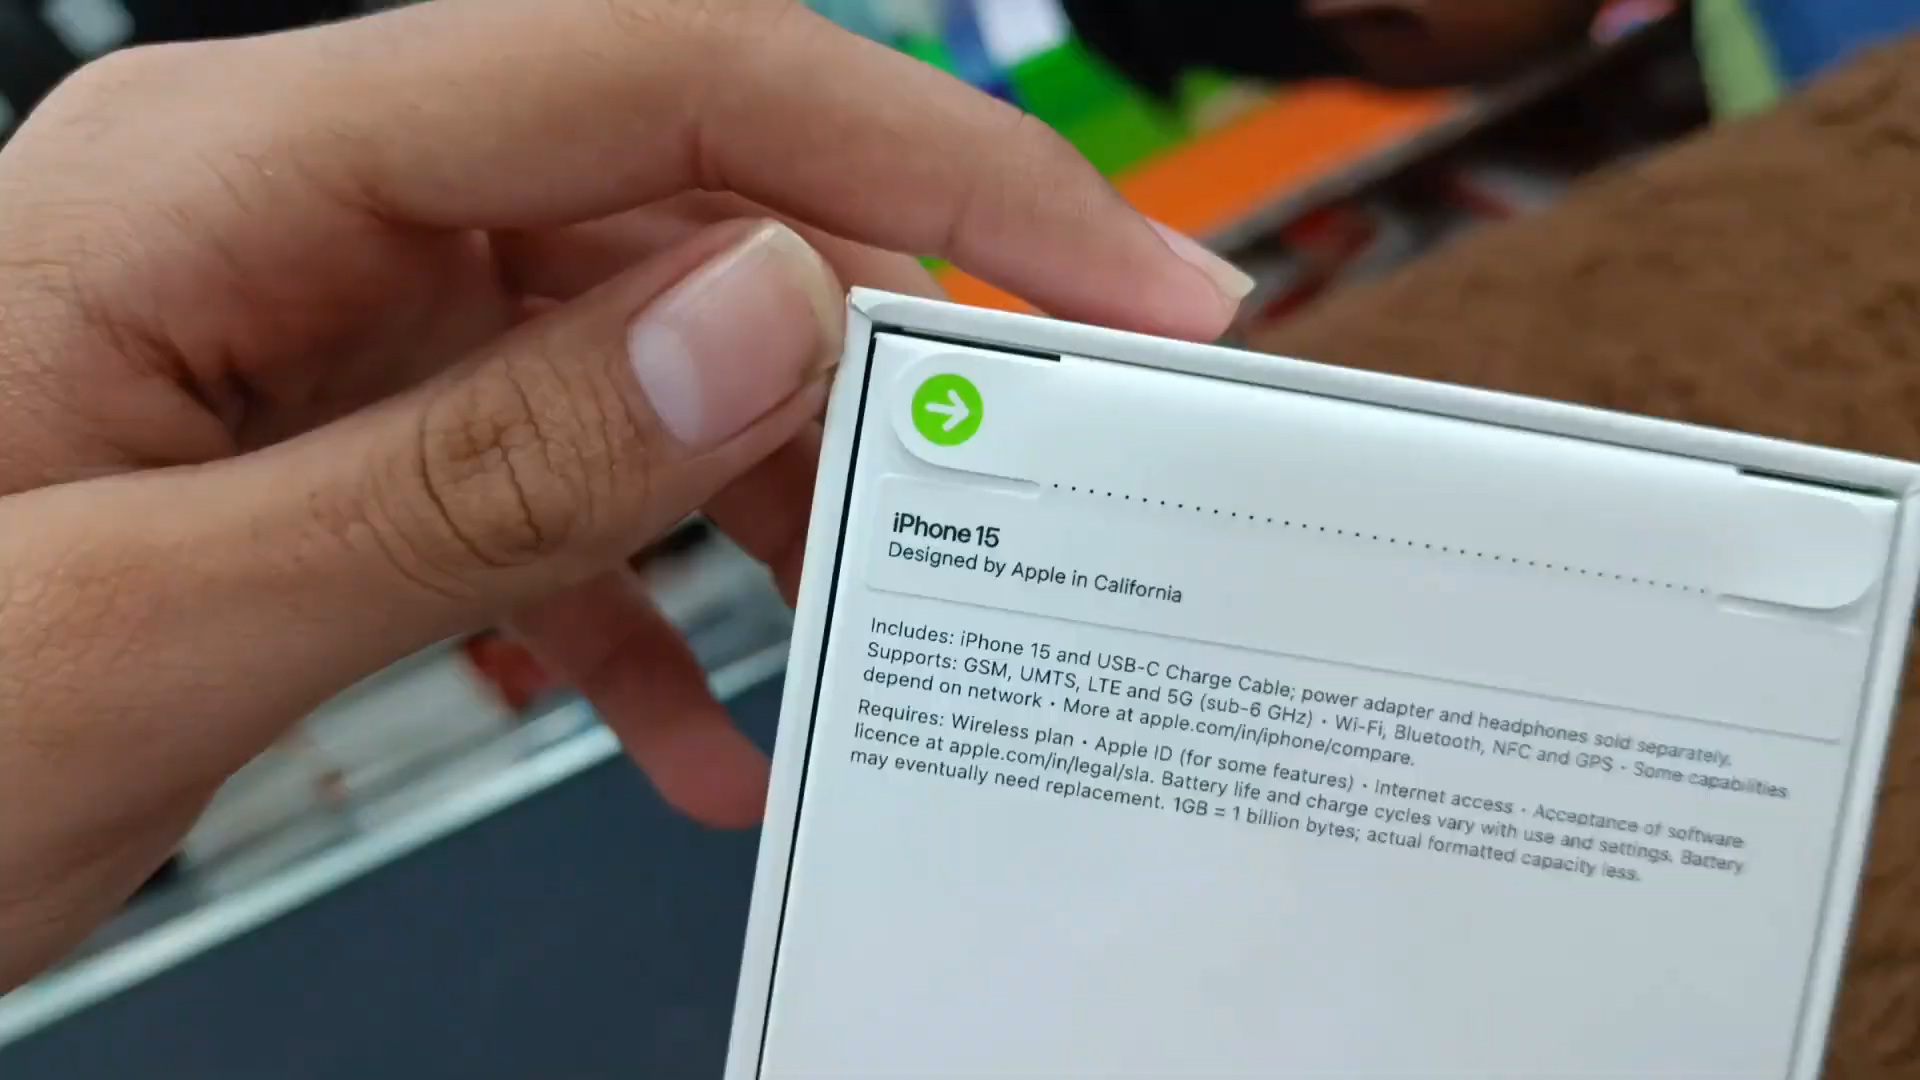 iPhone 15
Designed by Apple in California
Includes: iPhone 15 and USB-C Charge Cable; power adapter and headphones sold separately.
Supports: GSM, UMTS, LTE and 5G (sub-6 GHz) • Wi-Fi, Bluetooth, NFC and GPS • Some capabilities
depend on network • More at apple.com/in/iphone/compare.
Requires: Wireless plan • Apple ID (for some features) • Internet access • Acceptance of software
licence at apple.com/in/legal/sla. Battery life and charge cycles vary with use and settings. Battery
may eventually need replacement. 1GB = 1 billion bytes; actual formatted capacity less.